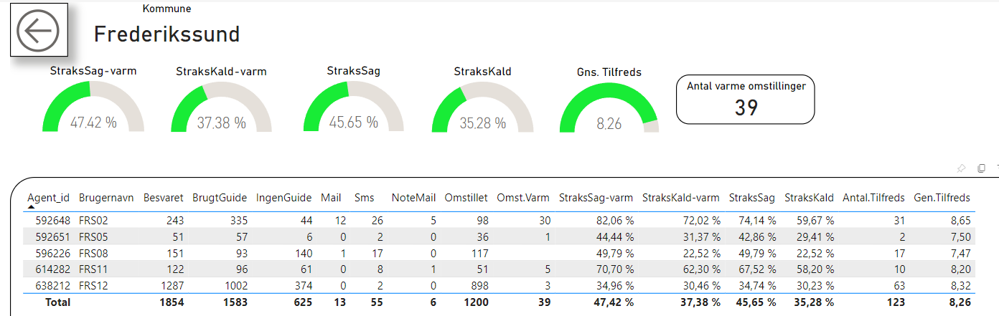 Kommune
Frederikssund
StraksSag-varm StraksKald-varm StraksSag StraksKald Gns. Tilfreds Antal varme omstillinger
47,42 % 37,38 % 45,65 % 35,28 % 8,26 39
Agent_id Brugernavn Besvaret BrugtGuide IngenGuide Mail Sms NoteMail Omstillet Omst.Varm StraksSag-varm StraksKald-varm StraksSag StraksKald Antal.Tilfreds Gen.Tilfreds
592648 FRS02 243 335 44 12 26 5 98 30 82,06 % 72,02 % 74,14 % 59,67 % 31 8,65
592651 FRS05 51 57 6 0 2 0 36 1 44,44 % 31,37 % 42,86 % 29,41 % 2 7,50
596226 FRS08 151 93 140 1 17 0 117 49,79 % 22,52 % 49,79 % 22,52 % 17 7,47
614282 FRS11 122 96 61 0 8 1 51 5 70,70 % 62,30 % 67,52 % 58,20 % 10 8,20
638212 FRS12 1287 1002 374 0 2 0 898 3 34,96 % 30,46 % 34,74 % 30,23 % 63 8,32
Total 1854 1583 625 13 55 6 1200 39 47,42 % 37,38 % 45,65 % 35,28 % 123 8,26